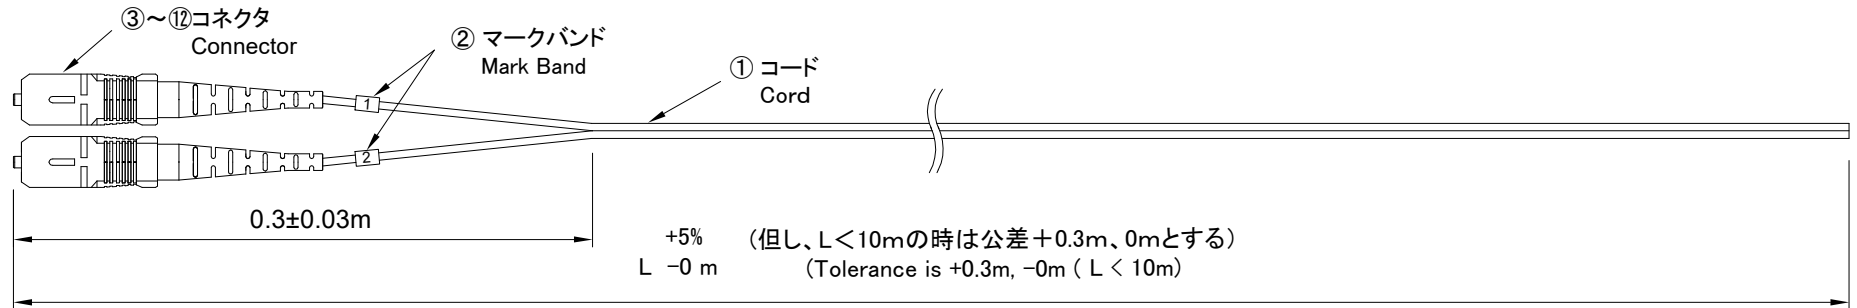 ③～⑫コネクタ
Connector
② マークバンド
Mark Band
① コード
Cord
1
2
0.3±0.03m
+5% (但し、L＜10mの時は公差＋0.3m、0mとする)
L -0 m (Tolerance is +0.3m, -0m ( L < 10m)